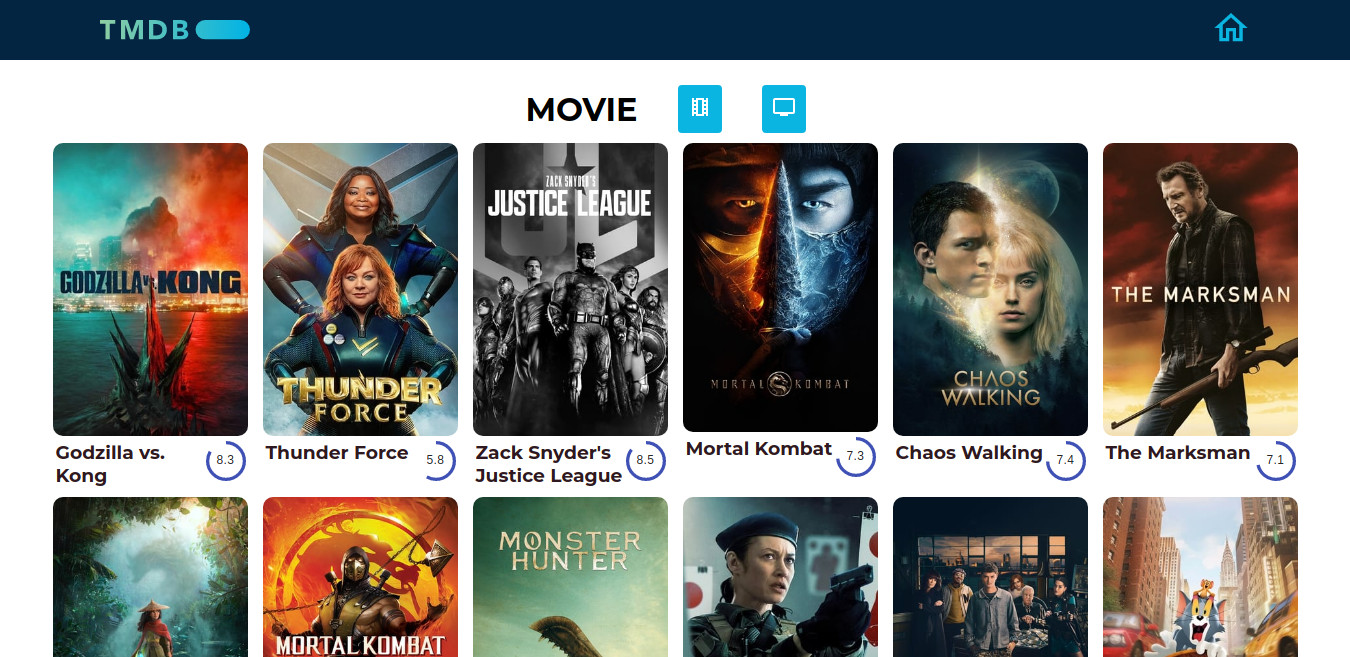 TMDB
MOVIE
GODZILLA VS. KONG
THUNDER
FORCE
ZACK SNYDER'S
JUSTICE LEAGUE
MORTAL KOMBAT
CHAOS
WALKING
THE MARKSMAN
Godzilla vs.
Kong
8.3
Thunder Force
5.8
Zack Snyder's
Justice League
8.5
Mortal Kombat
7.3
Chaos Walking
7.4
The Marksman
7.1
MORTAL KOMBAT
MONSTER
HUNTER